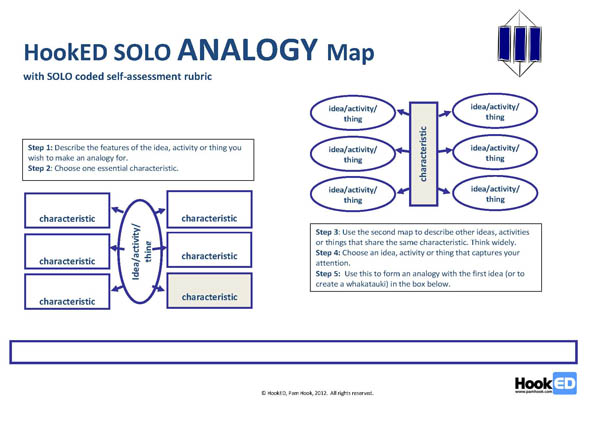 HookED SOLO ANALOGY Map
with SOLO coded self-assessment rubric
Step 1: Describe the features of the idea, activity or thing you
wish to make an analogy for.
Step 2: Choose one essential characteristic.
characteristic
characteristic
characteristic
Idea/activity/
thing
characteristic
characteristic
characteristic
idea/activity/
thing
idea/activity/
thing
idea/activity/
thing
characteristic
idea/activity/
thing
idea/activity/
thing
idea/activity/
thing
Step 3: Use the second map to describe other ideas, activities
or things that share the same characteristic. Think widely.
Step 4: Choose an idea, activity or thing that captures your
attention.
Step 5: Use this to form an analogy with the first idea (or to
create a whakatauki) in the box below.
HookED
www.pamhook.com
© HookED, Pam Hook, 2012. All rights reserved.